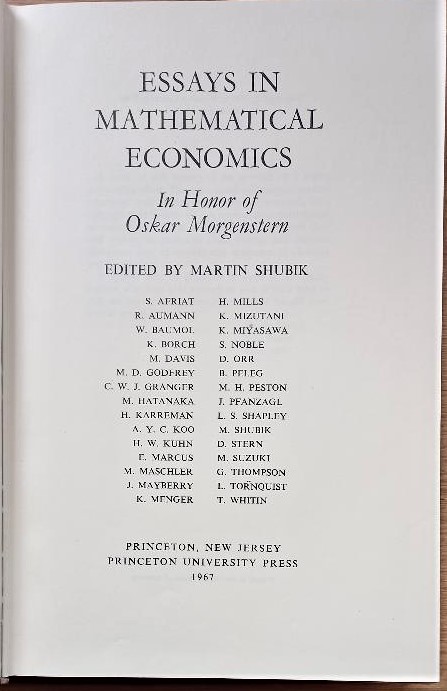 ESSAYS IN
MATHEMATICAL
ECONOMICS
In Honor of
Oskar Morgenstern
EDITED BY MARTIN SHUBIK
S. AFRIAT
R. AUMANN
W. BAUMOL
K. BORCH
M. DAVIS
M. D. GODFREY
C. W. J. GRANGER
M. HATANAKA
H. KARREMAN
A. Y. C. KOO
H. W. KUHN
E. MARCUS
M. MASCHLER
J. MAYBERRY
K. MENGER
H. MILLS
K. MIZUTANI
K. MIYASAWA
S. NOBLE
D. ORR
B. PELEG
M. H. PESTON
J. PFANZAGL
L. S. SHAPLEY
M. SHUBIK
D. STERN
M. SUZUKI
G. THOMPSON
L. TORNQUIST
T. WHITIN
PRINCETON, NEW JERSEY
PRINCETON UNIVERSITY PRESS
1967